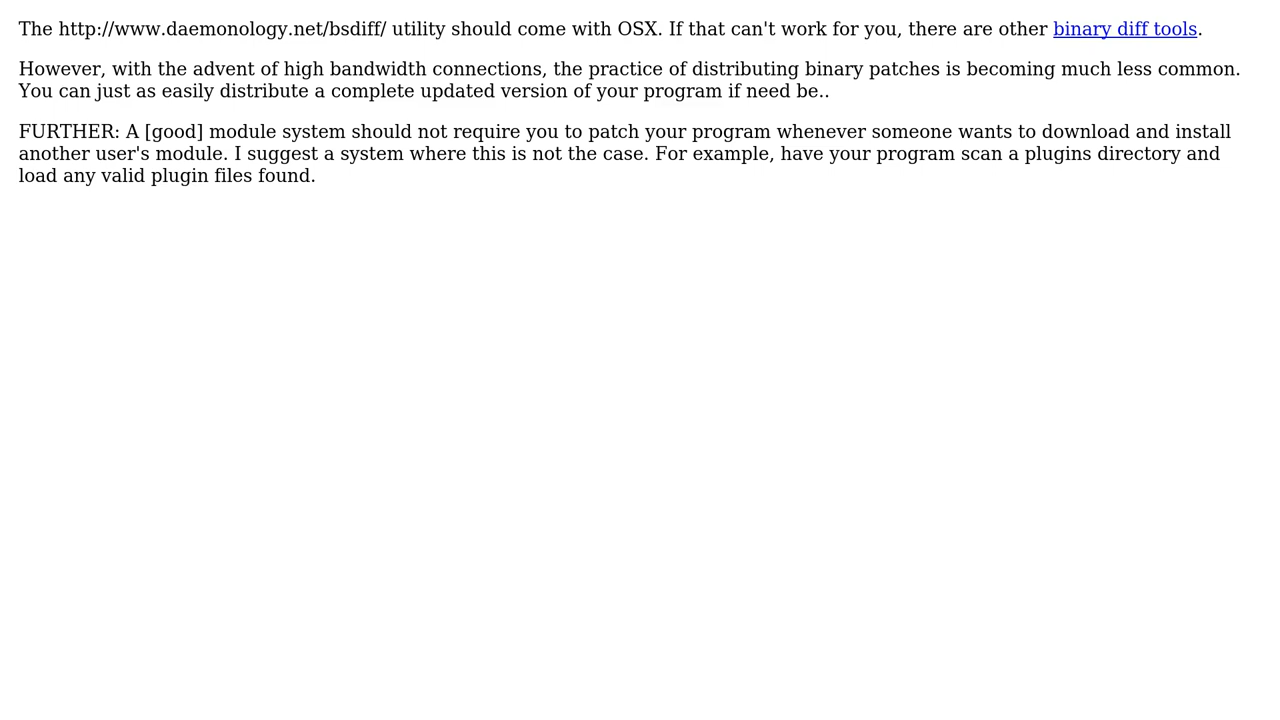 The http://www.daemonology.net/bsdiff/ utility should come with OSX. If that can't work for you, there are other binary diff tools.
However, with the advent of high bandwidth connections, the practice of distributing binary patches is becoming much less common.
You can just as easily distribute a complete updated version of your program if need be..
FURTHER: A [good] module system should not require you to patch your program whenever someone wants to download and install
another user's module. I suggest a system where this is not the case. For example, have your program scan a plugins directory and
load any valid plugin files found.